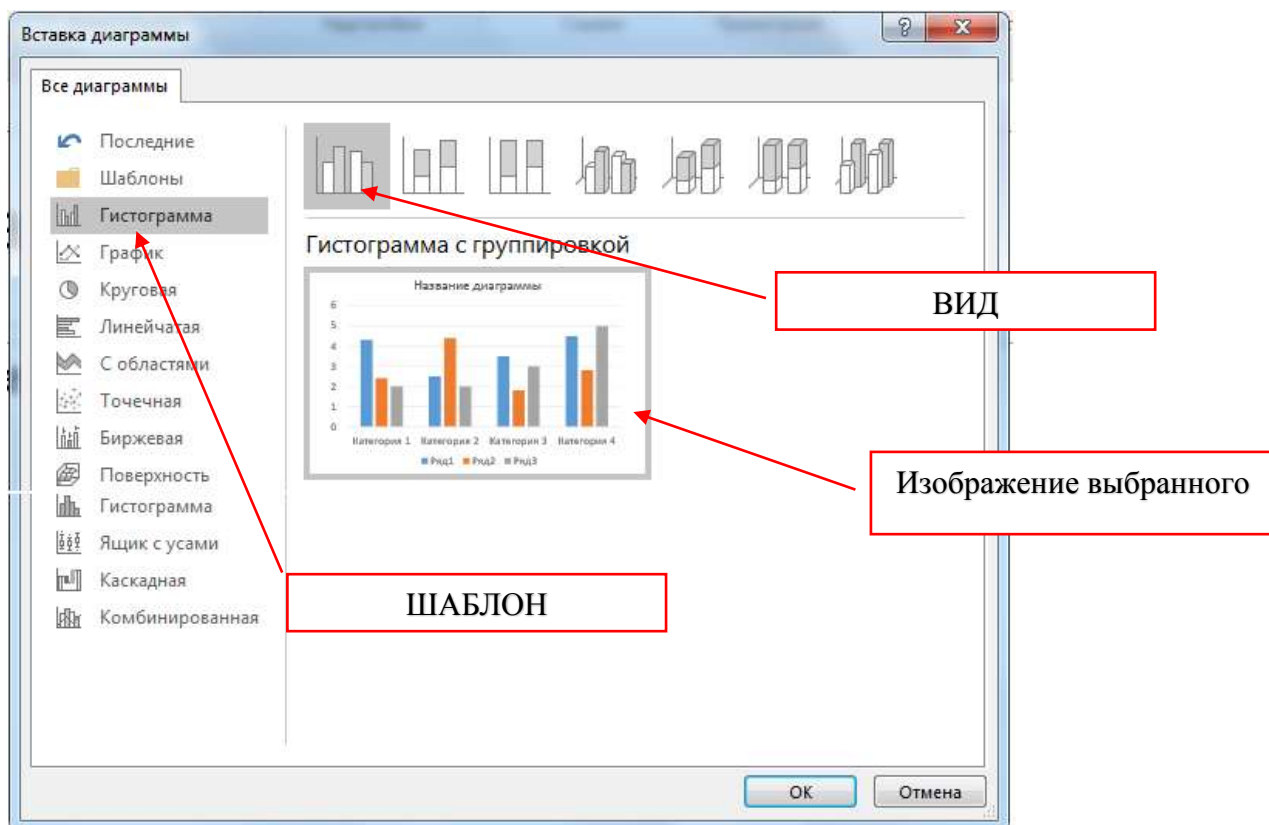 Вставка диаграммы
Все диаграммы
Последние
Шаблоны
Гистограмма
График
Круговая
Линейчатая
С областями
Точечная
Биржевая
Поверхность
Гистограмма
Ящик с усами
Каскадная
Комбинированная
Гистограмма с группировкой
Название диаграммы
6
5
4
3
2
1
0
Категория 1 Категория 2 Категория 3 Категория 4
Ряд1 Ряд2 Ряд3
ВИД
Изображение выбранного
ШАБЛОН
ОК
Отмена